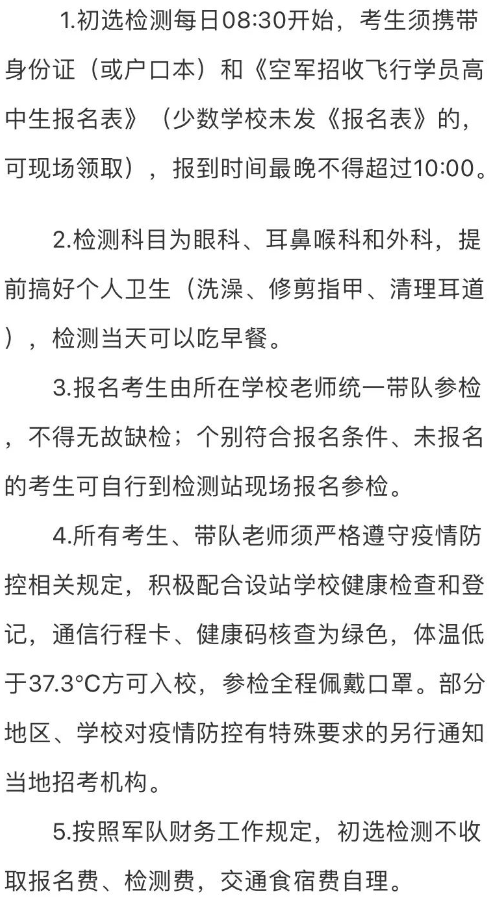 1.初选检测每日08:30开始，考生须携带
身份证（或户口本）和《空军招收飞行学员高
中生报名表》（少数学校未发《报名表》的，
可现场领取），报到时间最晚不得超过10:00。
2.检测科目为眼科、耳鼻喉科和外科，提
前搞好个人卫生（洗澡、修剪指甲、清理耳道
），检测当天可以吃早餐。
3.报名考生由所在学校老师统一带队参检
，不得无故缺检；个别符合报名条件、未报名
的考生可自行到检测站现场报名参检。
4.所有考生、带队老师须严格遵守疫情防
控相关规定，积极配合设站学校健康检查和登
记，通信行程卡、健康码核查为绿色，体温低
于37.3℃方可入校，参检全程佩戴口罩。部分
地区、学校对疫情防控有特殊要求的另行通知
当地招考机构。
5.按照军队财务工作规定，初选检测不收
取报名费、检测费，交通食宿费自理。